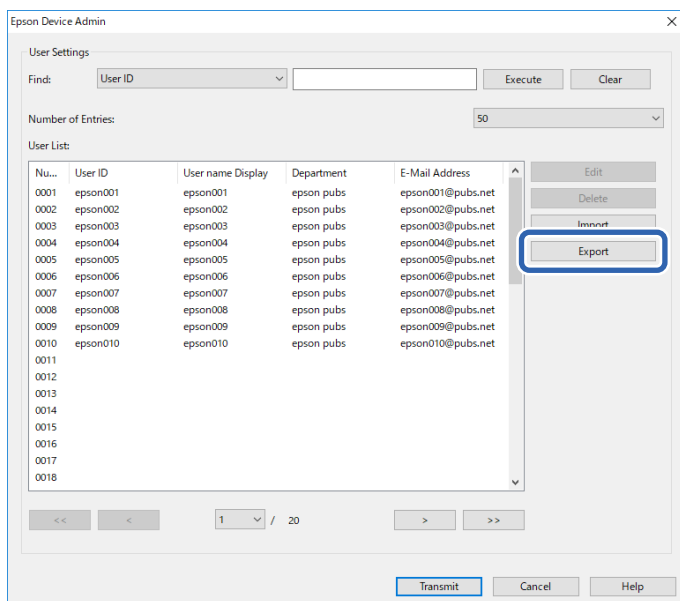 Epson Device Admin
User Settings
Find: User ID Execute Clear
Number of Entries: 50
User List:
Nu... User ID User name Display Department E-Mail Address
0001 epson001 epson001 epson pubs epson001@pubs.net
0002 epson002 epson002 epson pubs epson002@pubs.net
0003 epson003 epson003 epson pubs epson003@pubs.net
0004 epson004 epson004 epson pubs epson004@pubs.net
0005 epson005 epson005 epson pubs epson005@pubs.net
0006 epson006 epson006 epson pubs epson006@pubs.net
0007 epson007 epson007 epson pubs epson007@pubs.net
0008 epson008 epson008 epson pubs epson008@pubs.net
0009 epson009 epson009 epson pubs epson009@pubs.net
0010 epson010 epson010 epson pubs epson010@pubs.net
0011
0012
0013
0014
0015
0016
0017
0018
Edit
Delete
Import
Export
<< < 1 / 20 > >>
Transmit Cancel Help